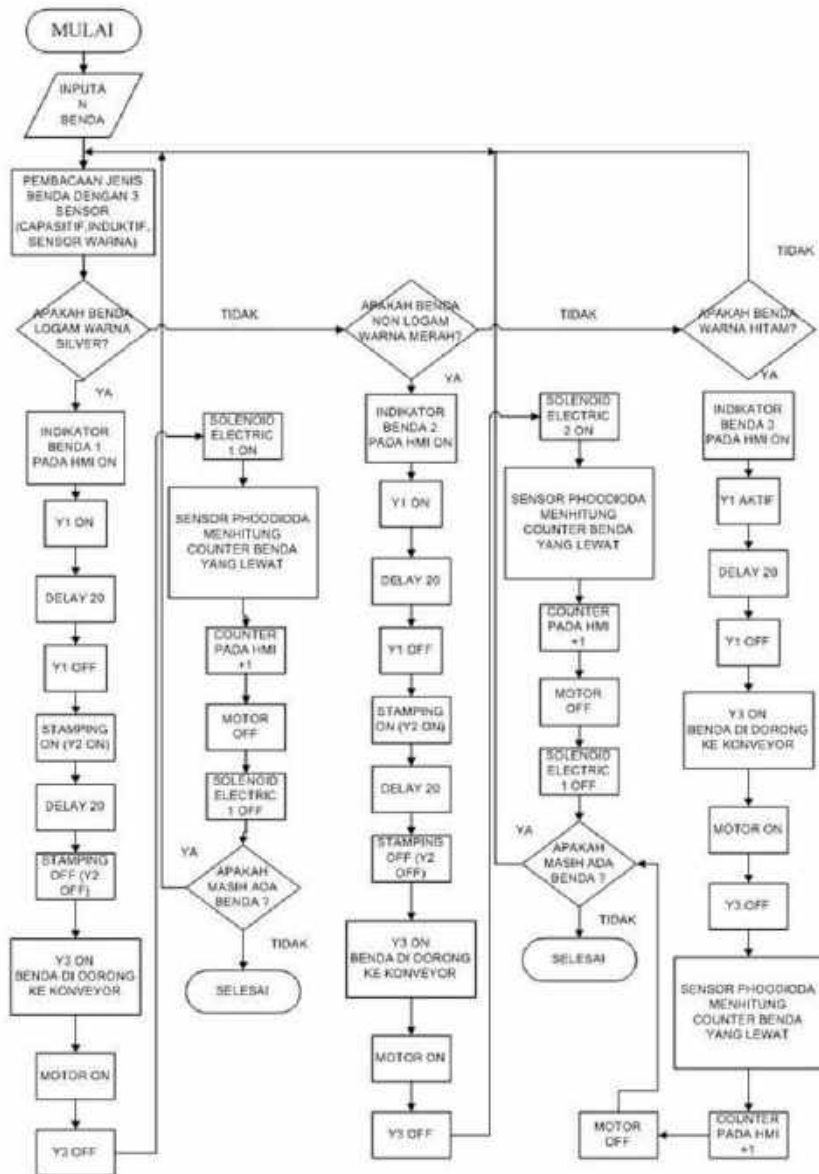 MULAI
INPUTA
N
BENDA
PEMBACAAN JENIS
BENDA DENGAN 3
SENSOR
(CAPASITIF,INDUKTIF,
SENSOR WARNA)
APAKAH BENDA
LOGAM WARNA
SILVER?
TIDAK
YA
INDIKATOR
BENDA 1
PADA HMI ON
Y1 ON
DELAY 20
Y1 OFF
STAMPING
ON (Y2 ON)
DELAY 20
STAMPING
OFF (Y2
OFF)
Y3 ON
BENDA DI DORONG
KE KONVEYOR
MOTOR ON
Y3 OFF
SOLENOID
ELECTRIC
1 ON
SENSOR PHOODIODA
MENHITUNG
COUNTER BENDA
YANG LEWAT
COUNTER
PADA HMI
+1
MOTOR
OFF
SOLENOID
ELECTRIC
1 OFF
YA
APAKAH
MASIH ADA
BENDA ?
TIDAK
SELESAI
APAKAH BENDA
NON LOGAM
WARNA MERAH?
TIDAK
YA
INDIKATOR
BENDA 2
PADA HMI ON
Y1 ON
DELAY 20
Y1 OFF
STAMPING
ON (Y2 ON)
DELAY 20
STAMPING
OFF (Y2
OFF)
Y3 ON
BENDA DI DORONG
KE KONVEYOR
MOTOR ON
Y3 OFF
SOLENOID
ELECTRIC
2 ON
SENSOR PHOODIODA
MENHITUNG
COUNTER BENDA
YANG LEWAT
COUNTER
PADA HMI
+1
MOTOR
OFF
SOLENOID
ELECTRIC
1 OFF
YA
APAKAH
MASIH ADA
BENDA ?
TIDAK
SELESAI
TIDAK
APAKAH BENDA
WARNA HITAM?
YA
INDIKATOR
BENDA 3
PADA HMI ON
Y1 AKTIF
DELAY 20
Y1 OFF
Y3 ON
BENDA DI DORONG
KE KONVEYOR
MOTOR ON
Y3 OFF
SENSOR PHOODIODA
MENHITUNG
COUNTER BENDA
YANG LEWAT
COUNTER
PADA HMI
+1
MOTOR
OFF